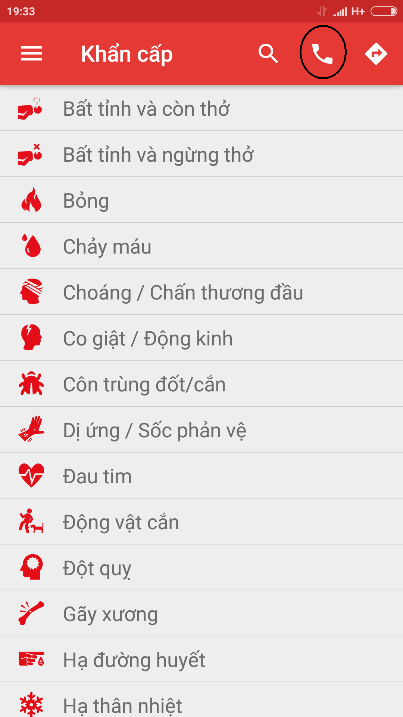 19:33 H+
Khẩn cấp
Bất tỉnh và còn thở
Bất tỉnh và ngừng thở
Bỏng
Chảy máu
Choáng / Chấn thương đầu
Co giật / Động kinh
Côn trùng đốt/cắn
Dị ứng / Sốc phản vệ
Đau tim
Động vật cắn
Đột quỵ
Gãy xương
Hạ đường huyết
Hạ thân nhiệt